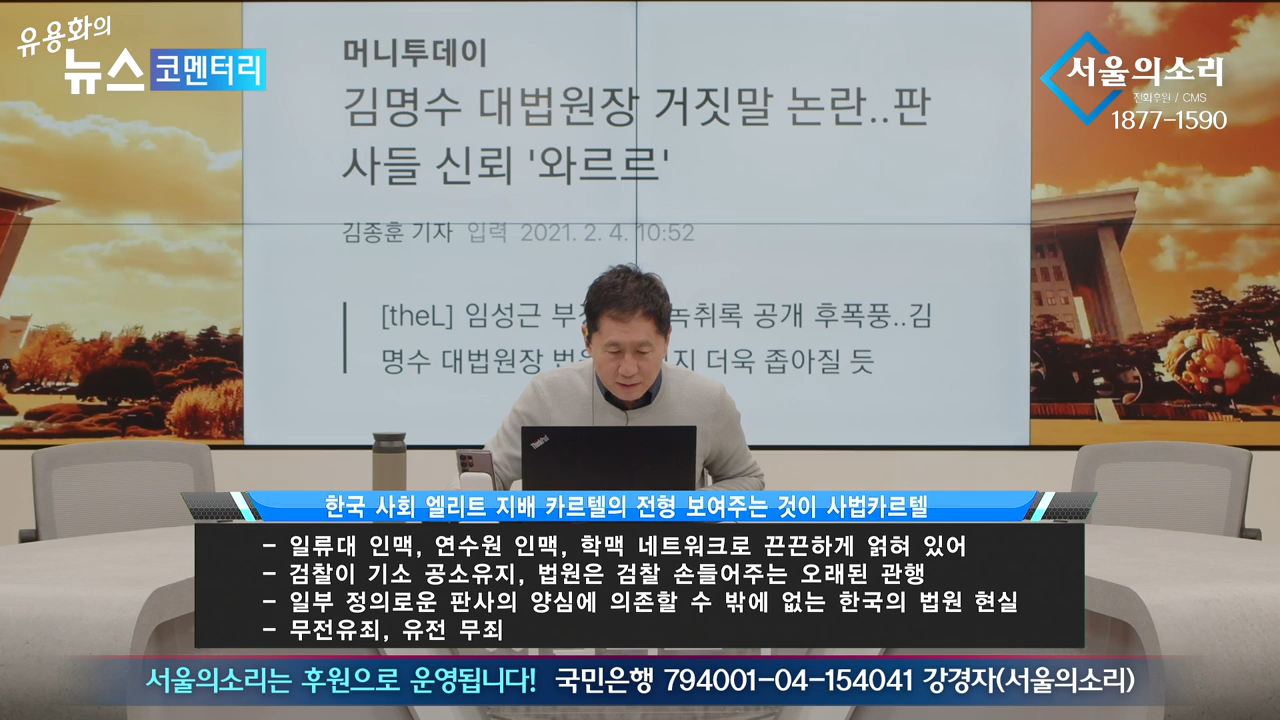 유용화의
뉴스 코멘터리
머니투데이
김명수 대법원장 거짓말 논란..판
사들 신뢰 '와르르'
김종훈 기자 입력 2021. 2. 4. 10:52
[theL] 임성근 부 녹취록 공개 후폭풍..김
명수 대법원장 지 더욱 좁아질 듯
서울의소리
전화후원 / CMS
1877-1590
ThinkPad
한국 사회 엘리트 지배 카르텔의 전형 보여주는 것이 사법카르텔
- 일류대 인맥, 연수원 인맥, 학맥 네트워크로 끈끈하게 얽혀 있어
- 검찰이 기소 공소유지, 법원은 검찰 손들어주는 오래된 관행
- 일부 정의로운 판사의 양심에 의존할 수 밖에 없는 한국의 법원 현실
- 무전유죄, 유전 무죄
서울의소리는 후원으로 운영됩니다! 국민은행 794001-04-154041 강경자(서울의소리)